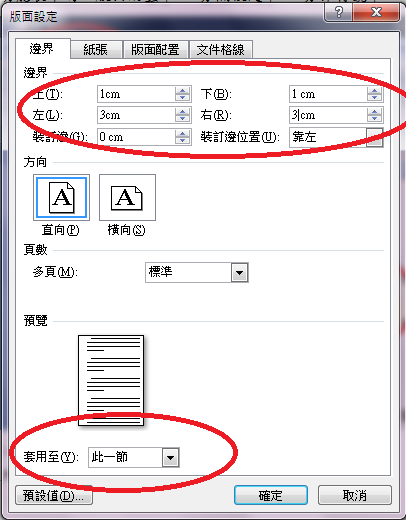 版面設定
邊界 紙張 版面配置 文件格線
邊界
上(T): 1cm 下(B): 1 cm
左(L): 3cm 右(R): 3cm
裝訂邊(G): 0 cm 裝訂邊位置(U): 靠左
方向
A A
直向(P) 橫向(S)
頁數
多頁(M): 標準
預覽
套用至(Y): 此一節
預設值(D)... 確定 取消